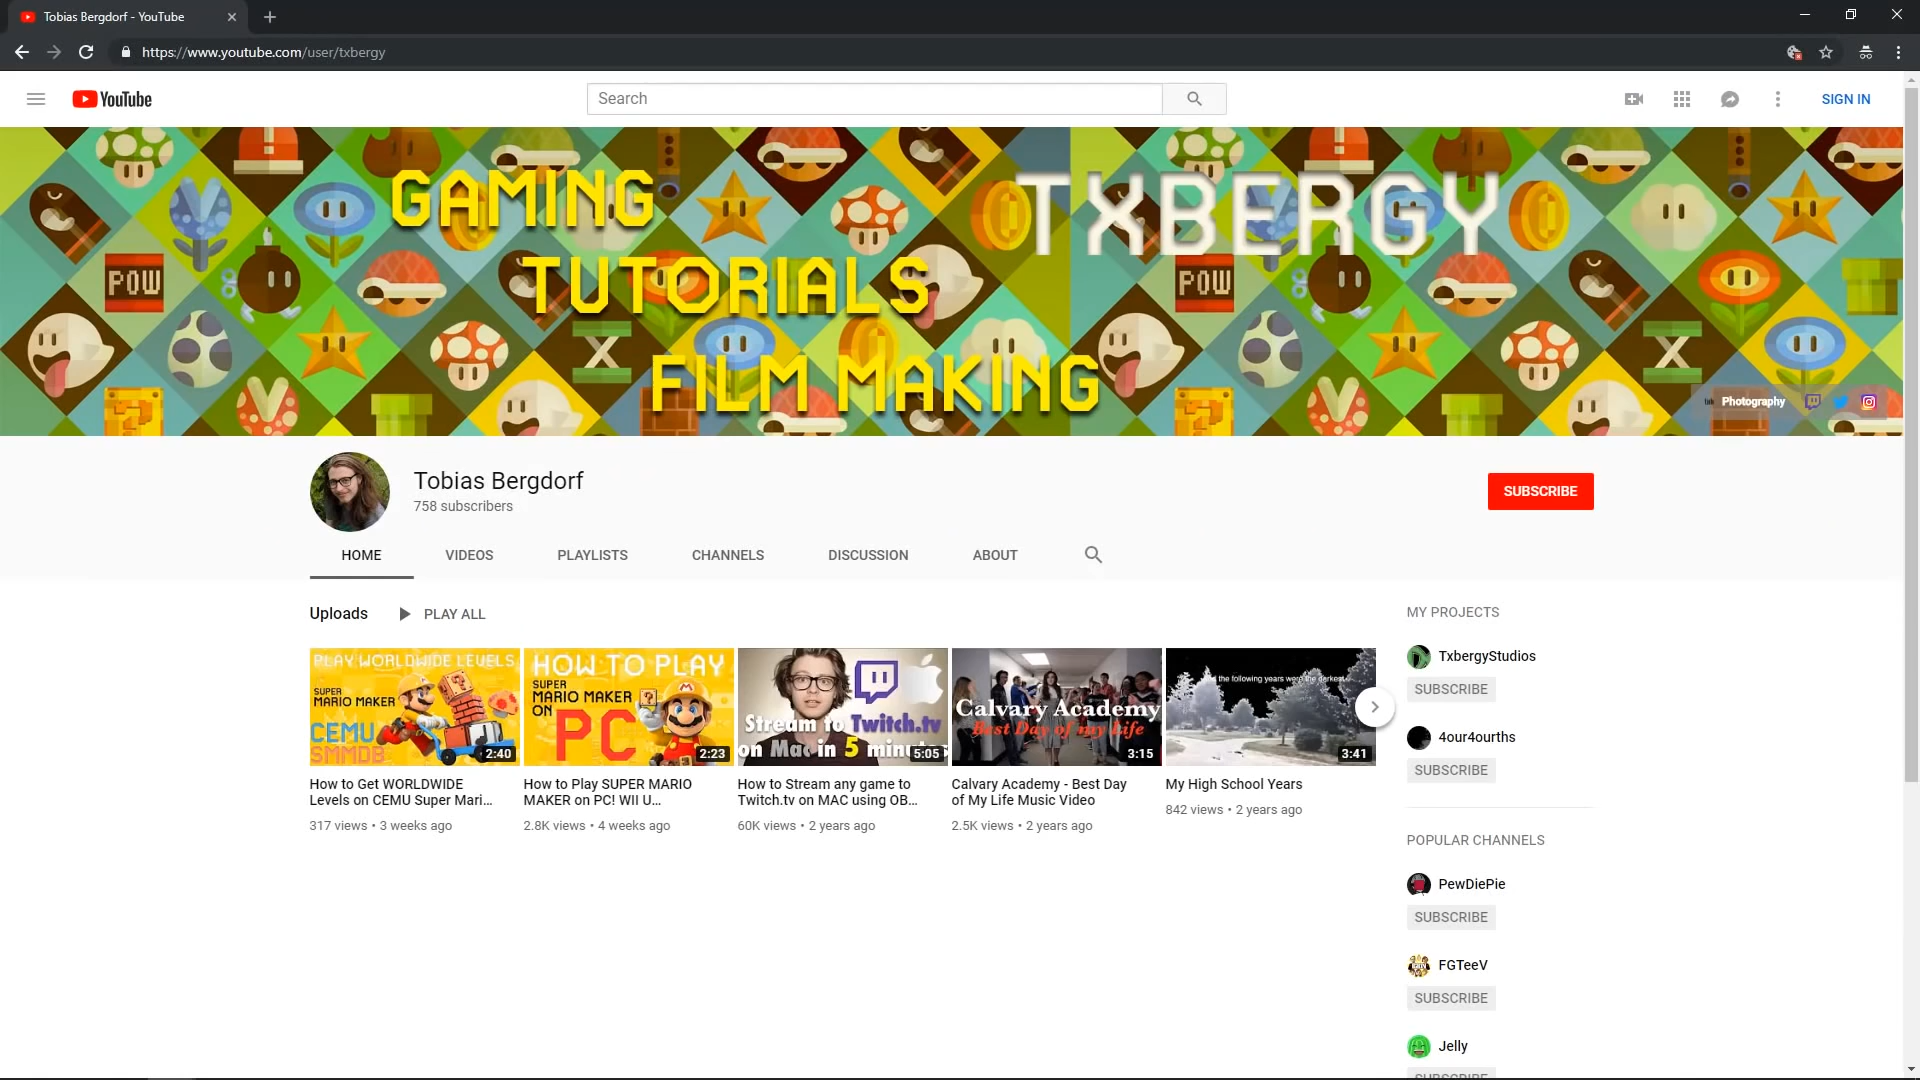 Tobias Bergdorf - YouTube
https://www.youtube.com/user/txbergy
YouTube
Search
SIGN IN
GAMING
TXBERGY
TUTORIALS
FILM MAKING
POW
POW
Photography
Tobias Bergdorf
758 subscribers
SUBSCRIBE
HOME
VIDEOS
PLAYLISTS
CHANNELS
DISCUSSION
ABOUT
Uploads
PLAY ALL
PLAY WORLDWIDE LEVELS
SUPER
MARIO MAKER
CEMU
SMMDB
2:40
How to Get WORLDWIDE
Levels on CEMU Super Mari...
317 views • 3 weeks ago
HOW TO PLAY
SUPER
MARIO MAKER
ON PC
2:23
How to Play SUPER MARIO
MAKER on PC! WII U...
2.8K views • 4 weeks ago
Stream to Twitch.tv
on Mac in 5 minutes
5:05
How to Stream any game to
Twitch.tv on MAC using OB...
60K views • 2 years ago
Calvary Academy
Best Day of my Life
3:15
Calvary Academy - Best Day
of My Life Music Video
2.5K views • 2 years ago
the following years were the darkest
3:41
My High School Years
842 views • 2 years ago
MY PROJECTS
TxbergyStudios
SUBSCRIBE
4our4ourths
SUBSCRIBE
POPULAR CHANNELS
PewDiePie
SUBSCRIBE
FGTeeV
SUBSCRIBE
Jelly
SUBSCRIBE